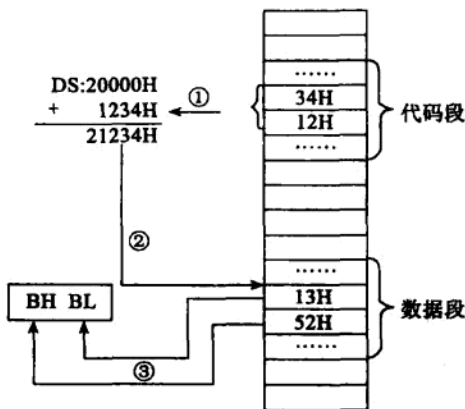 DS:20000H
+ 1234H
21234H
①
……
34H
12H
……
代码段
②
……
13H
52H
……
数据段
BH BL
③